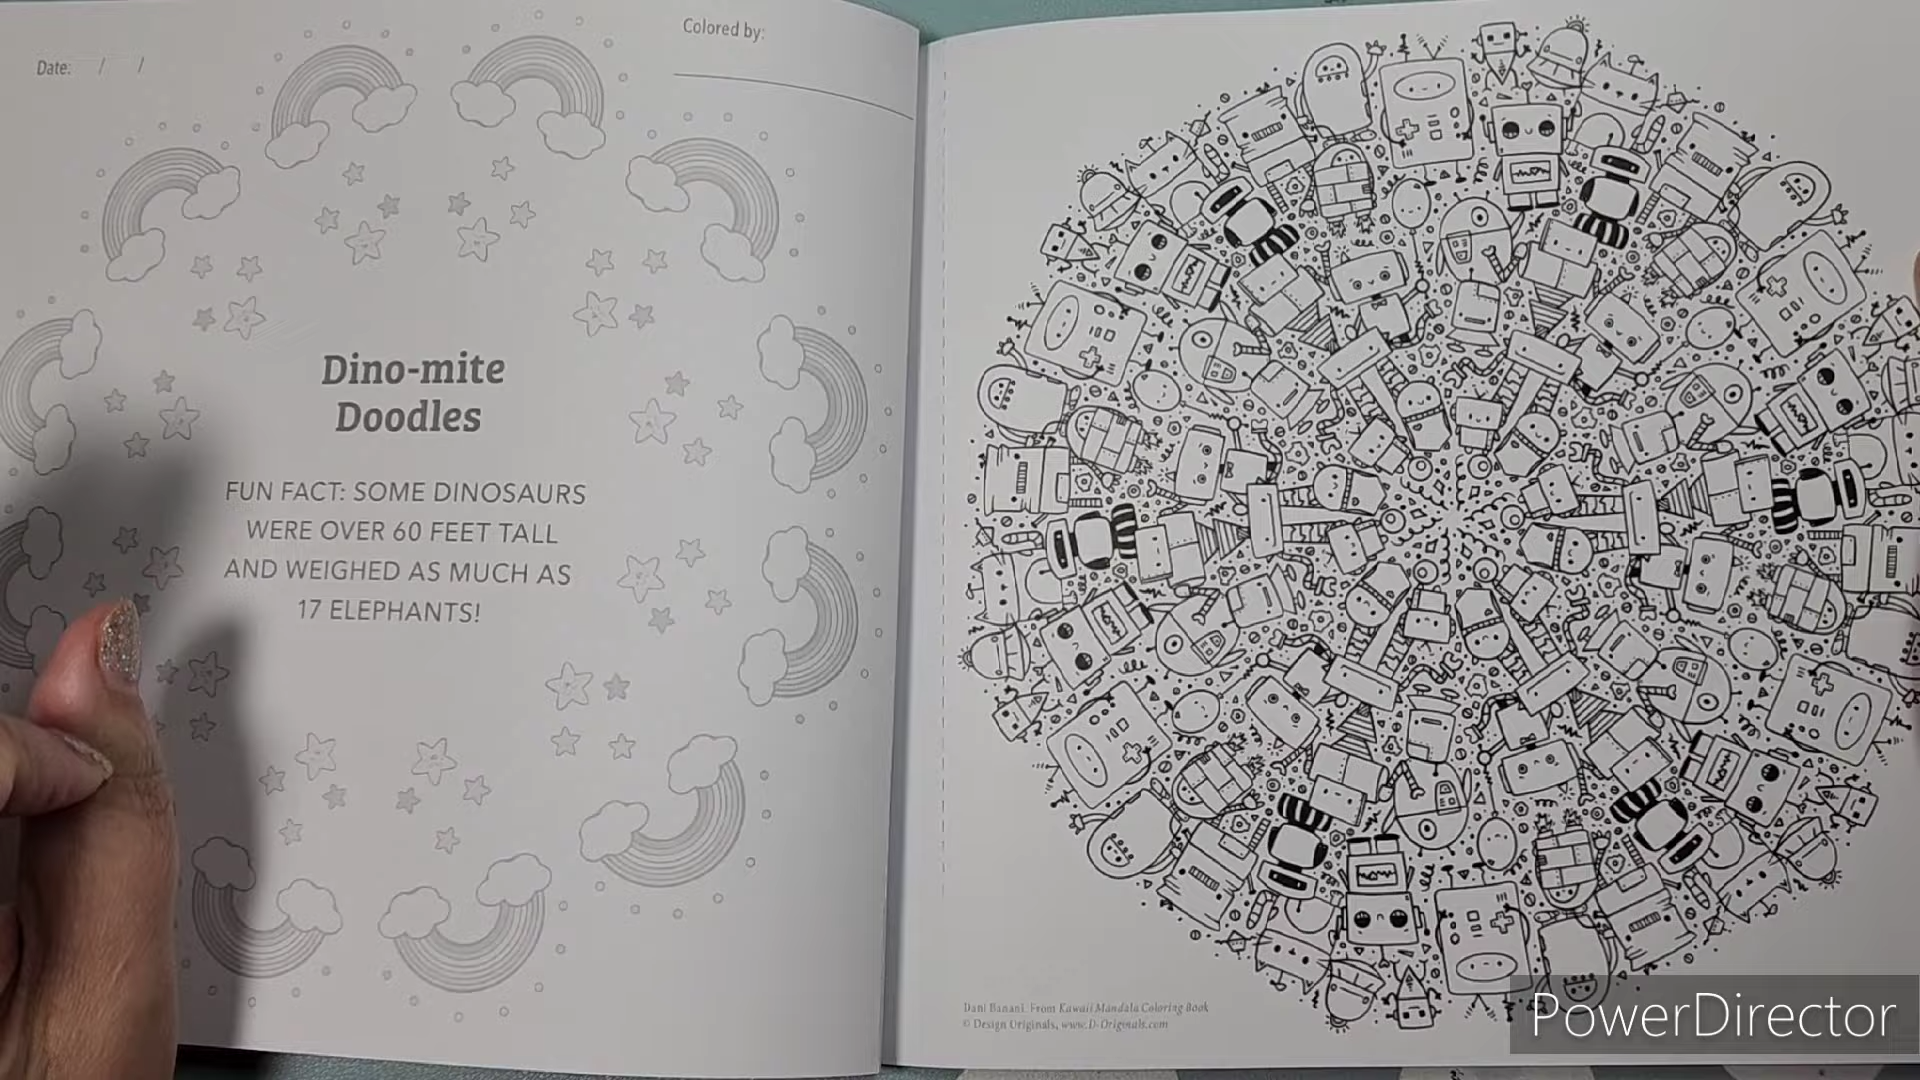 Date: / /
Colored by:
Dino-mite
Doodles
FUN FACT: SOME DINOSAURS
WERE OVER 60 FEET TALL
AND WEIGHED AS MUCH AS
17 ELEPHANTS!
Dani Banani. From Kawaii Mandala Coloring Book
© Design Originals, www.D-Originals.com
PowerDirector